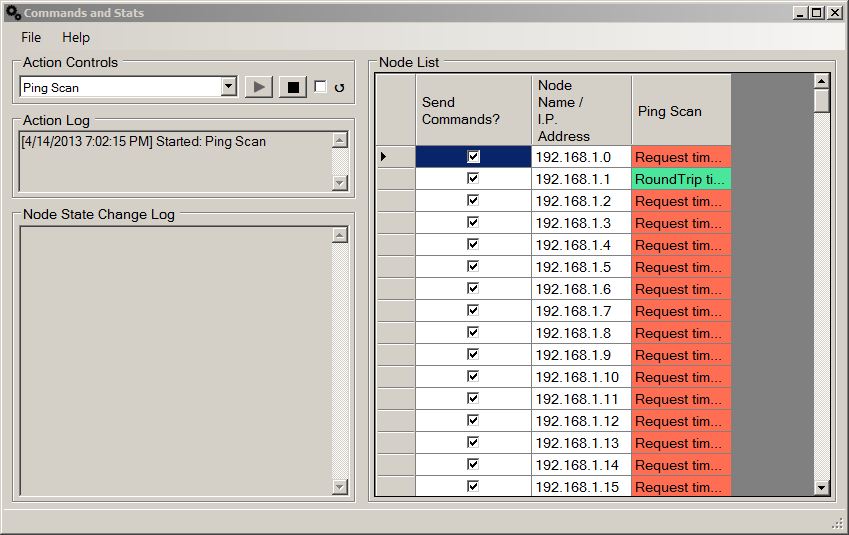 Commands and Stats
File Help
Action Controls
Ping Scan
Action Log
[4/14/2013 7:02:15 PM] Started: Ping Scan
Node State Change Log
Node List
Send
Commands?
Node
Name /
I.P.
Address
Ping Scan
192.168.1.0 Request tim...
192.168.1.1 RoundTrip ti...
192.168.1.2 Request tim...
192.168.1.3 Request tim...
192.168.1.4 Request tim...
192.168.1.5 Request tim...
192.168.1.6 Request tim...
192.168.1.7 Request tim...
192.168.1.8 Request tim...
192.168.1.9 Request tim...
192.168.1.10 Request tim...
192.168.1.11 Request tim...
192.168.1.12 Request tim...
192.168.1.13 Request tim...
192.168.1.14 Request tim...
192.168.1.15 Request tim...